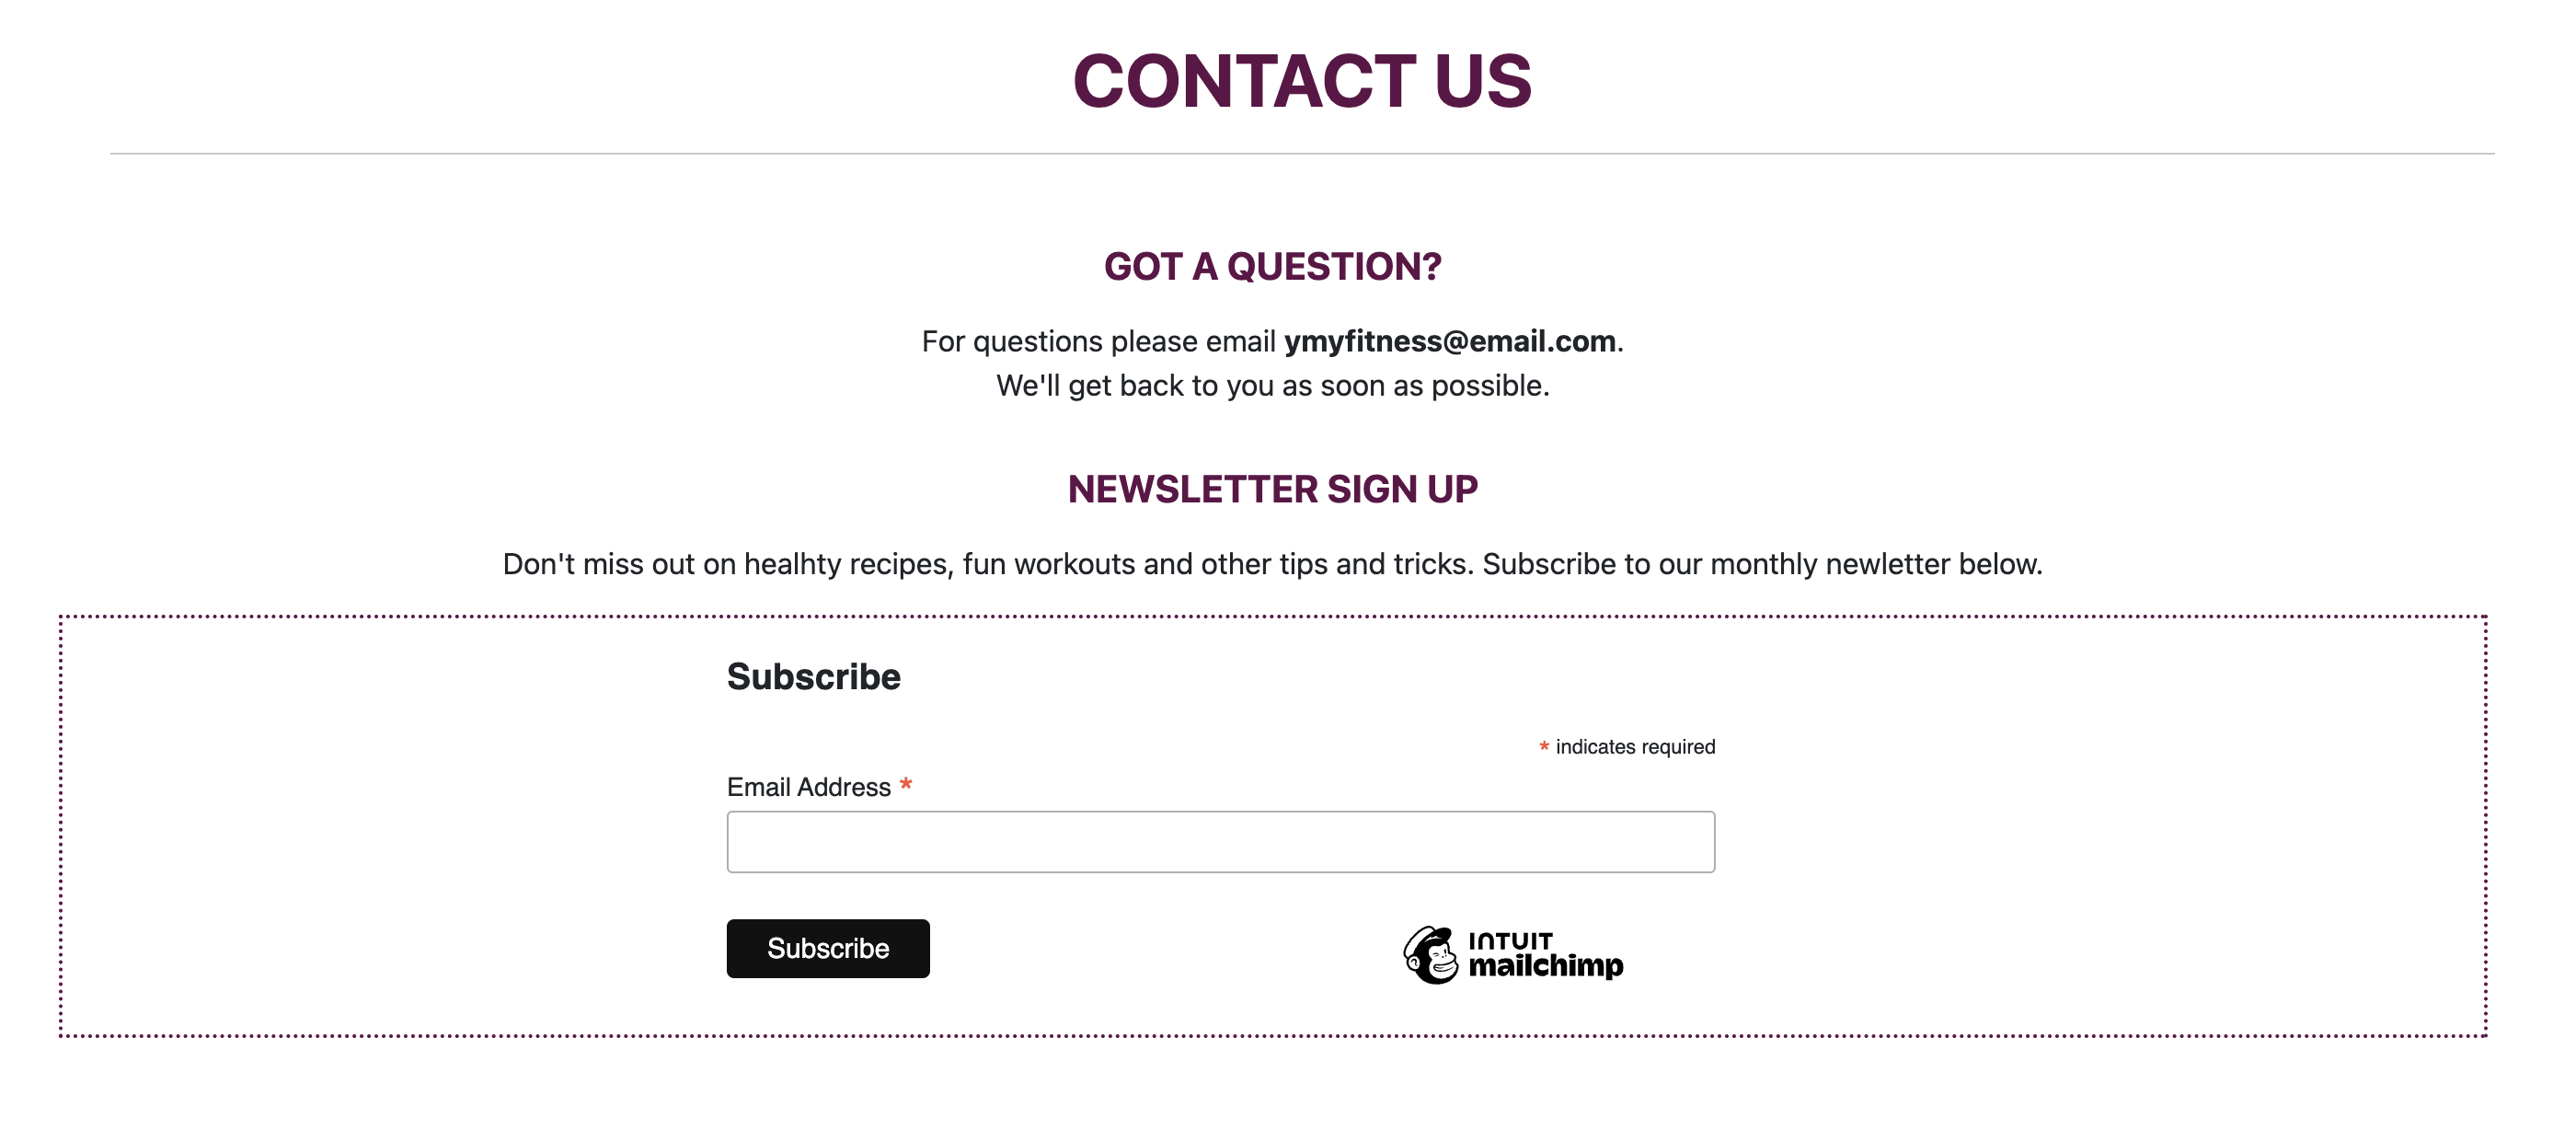 CONTACT US
GOT A QUESTION?
For questions please email ymyfitness@email.com.
We'll get back to you as soon as possible.
NEWSLETTER SIGN UP
Don't miss out on healhty recipes, fun workouts and other tips and tricks. Subscribe to our monthly newletter below.
Subscribe
* indicates required
Email Address *
Subscribe
INTUIT
mailchimp